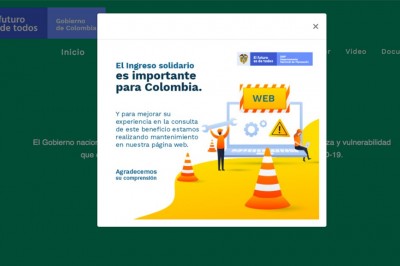 futuro
de todos
Gobierno
de Colombia
Inicio
Video
Docu
×
El Ingreso solidario
es importante
para Colombia.
El futuro
es de todos
Y para mejorar su
experiencia en la consulta
de este beneficio estamos
realizando mantenimiento
en nuestra página web.
Agradecemos
su comprensión
WEB
El Gobierno nacion
za y vulnerabilidad
que
0-19.